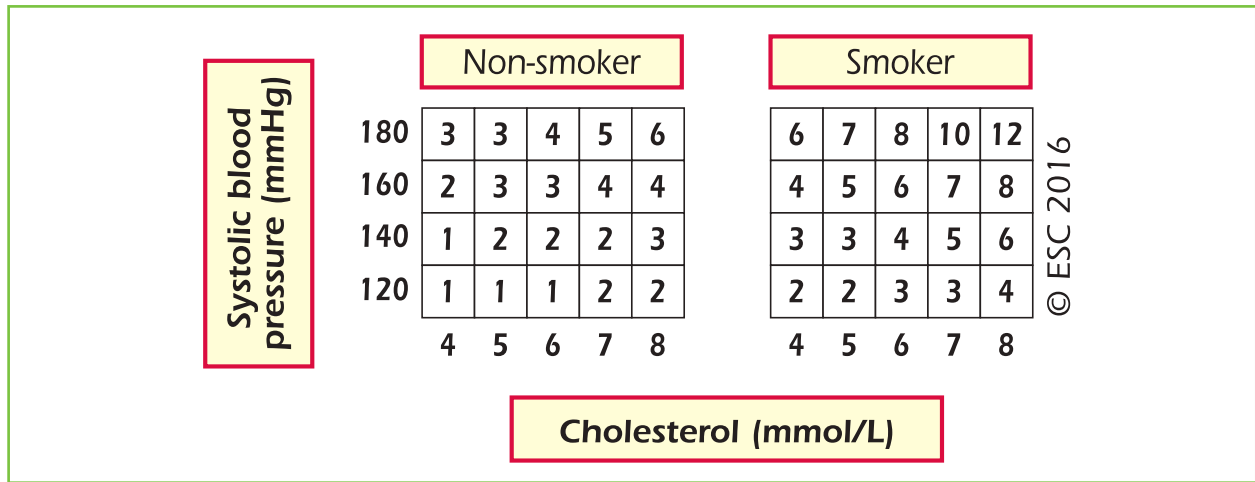 Non-smoker Smoker
Systolic blood
pressure (mmHg)
180 3 3 4 5 6 6 7 8 10 12
160 2 3 3 4 4 4 5 6 7 8
140 1 2 2 2 3 3 3 4 5 6
120 1 1 1 2 2 2 2 3 3 4
4 5 6 7 8 4 5 6 7 8
© ESC 2016
Cholesterol (mmol/L)